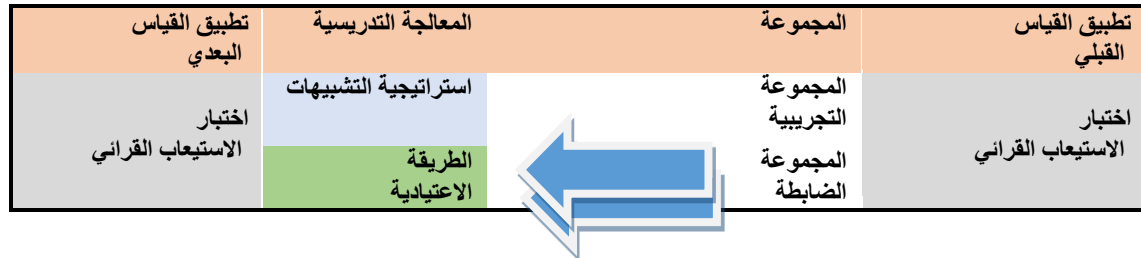 تطبيق القياس
القبلي
المجموعة
المعالجة التدريسية
تطبيق القياس
البعدي
اختبار
الاستيعاب القرائي
المجموعة
التجريبية
استراتيجية التشبيهات
اختبار
الاستيعاب القرائي
المجموعة
الضابطة
الطريقة
الاعتيادية